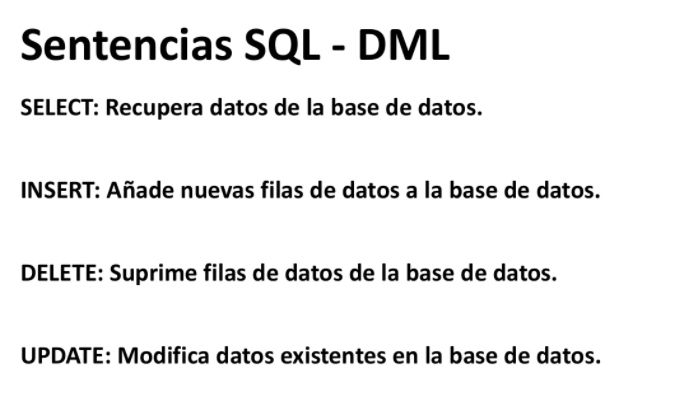 Sentencias SQL - DML
SELECT: Recupera datos de la base de datos.
INSERT: Añade nuevas filas de datos a la base de datos.
DELETE: Suprime filas de datos de la base de datos.
UPDATE: Modifica datos existentes en la base de datos.